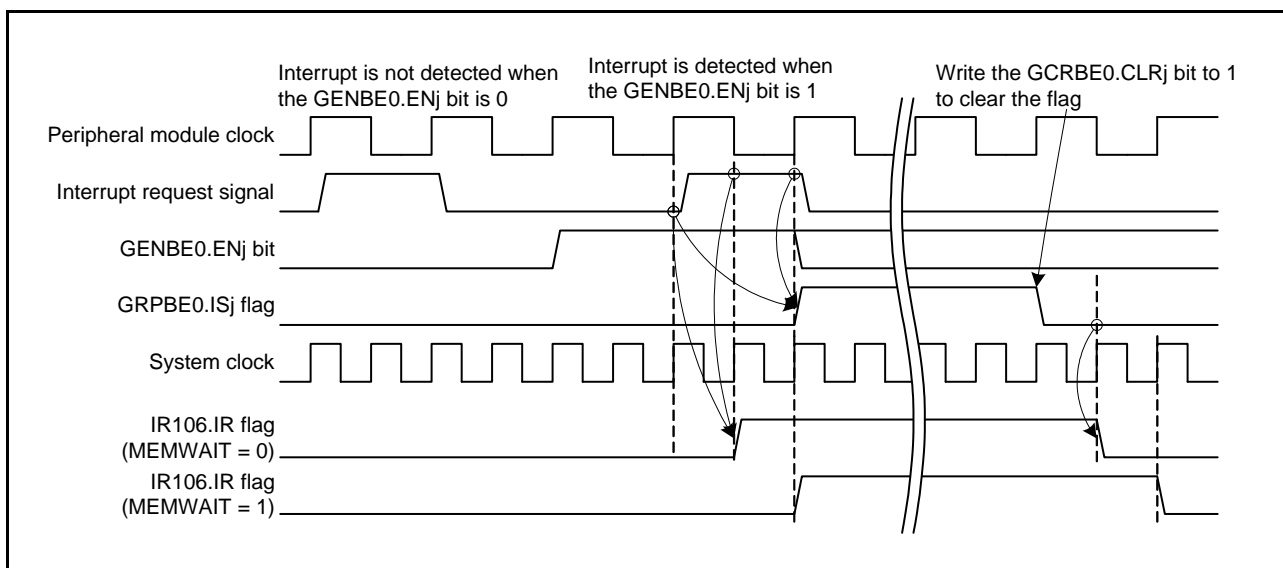 Interrupt is not detected when
the GENBE0.ENj bit is 0
Interrupt is detected when
the GENBE0.ENj bit is 1
Write the GCRBE0.CLRj bit to 1
to clear the flag
Peripheral module clock
Interrupt request signal
GENBE0.ENj bit
GRPBE0.ISj flag
System clock
IR106.IR flag
(MEMWAIT = 0)
IR106.IR flag
(MEMWAIT = 1)